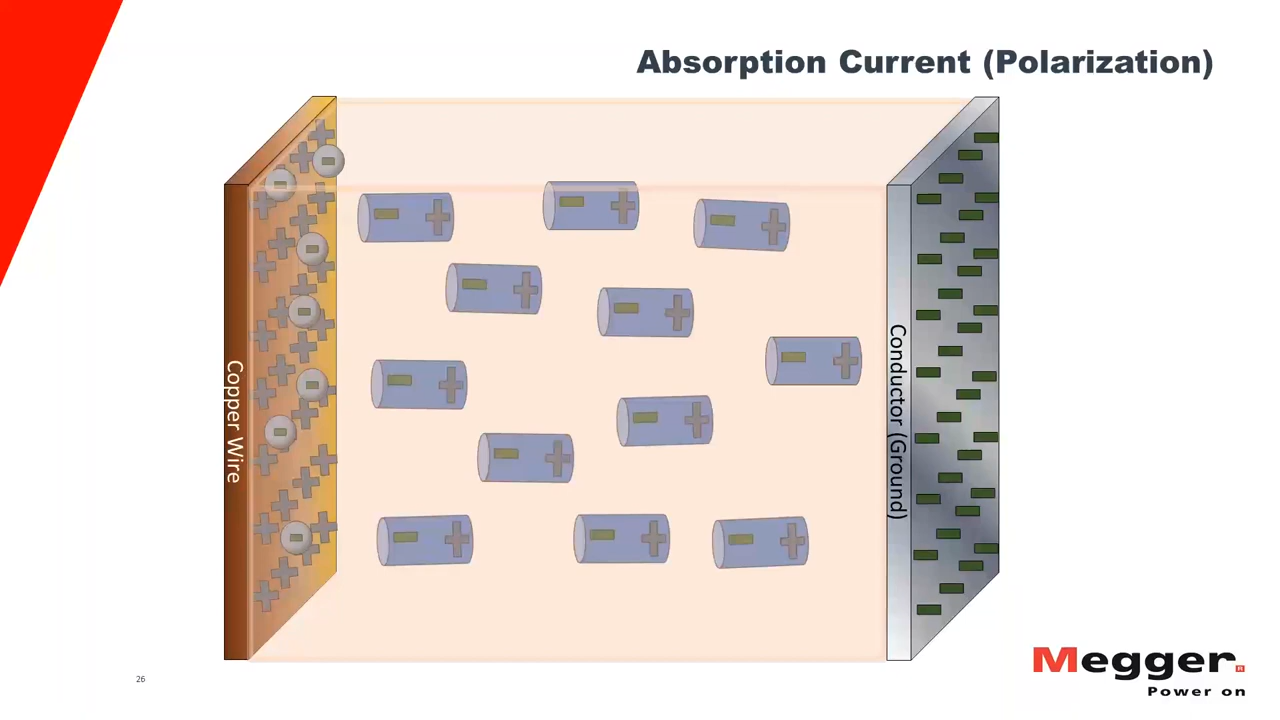 Absorption Current (Polarization)
Copper Wire
Conductor (Ground)
26
Megger
Power on